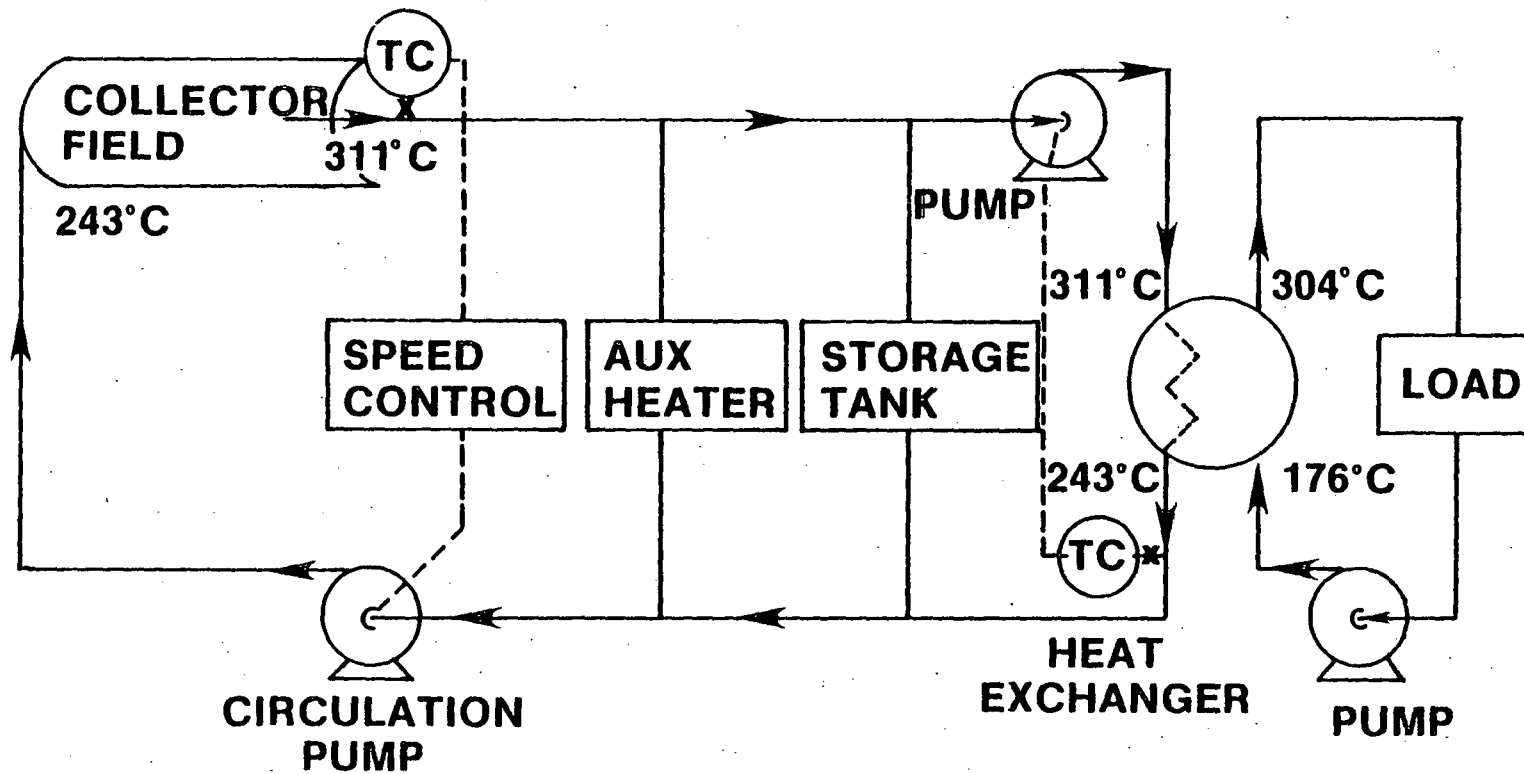 TC
COLLECTOR
FIELD
311°C
243°C
PUMP
311°C
304°C
SPEED
CONTROL
AUX
HEATER
STORAGE
TANK
LOAD
243°C
176°C
TC
HEAT
EXCHANGER
CIRCULATION
PUMP
PUMP